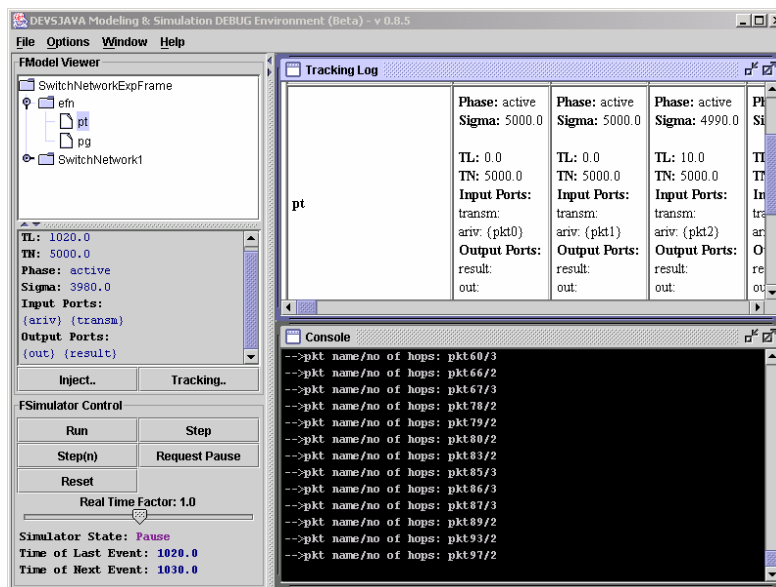 DEVSJAVA Modeling & Simulation DEBUG Environment (Beta) - v 0.8.5
File Options Window Help
FModel Viewer
SwitchNetworkExpFrame
efn
pt
pg
SwitchNetwork1
TL: 1020.0
TN: 5000.0
Phase: active
Sigma: 3980.0
Input Ports:
{ariv} {transm}
Output Ports:
{out} {result}
Inject.. Tracking..
FSimulator Control
Run Step
Step(n) Request Pause
Reset
Real Time Factor: 1.0
Simulator State: Pause
Time of Last Event: 1020.0
Time of Next Event: 1030.0
Tracking Log
pt
Phase: active
Sigma: 5000.0
TL: 0.0
TN: 5000.0
Input Ports:
transm:
ariv: {pkt0}
Output Ports:
result:
out:
Phase: active
Sigma: 5000.0
TL: 0.0
TN: 5000.0
Input Ports:
transm:
ariv: {pkt1}
Output Ports:
result:
out:
Phase: active
Sigma: 4990.0
TL: 10.0
TN: 5000.0
Input Ports:
transm:
ariv: {pkt2}
Output Ports:
result:
out:
Console
-->pkt name/no of hops: pkt60/3
-->pkt name/no of hops: pkt66/2
-->pkt name/no of hops: pkt67/3
-->pkt name/no of hops: pkt78/2
-->pkt name/no of hops: pkt79/2
-->pkt name/no of hops: pkt80/2
-->pkt name/no of hops: pkt83/2
-->pkt name/no of hops: pkt85/3
-->pkt name/no of hops: pkt86/3
-->pkt name/no of hops: pkt87/3
-->pkt name/no of hops: pkt89/2
-->pkt name/no of hops: pkt93/2
-->pkt name/no of hops: pkt97/2